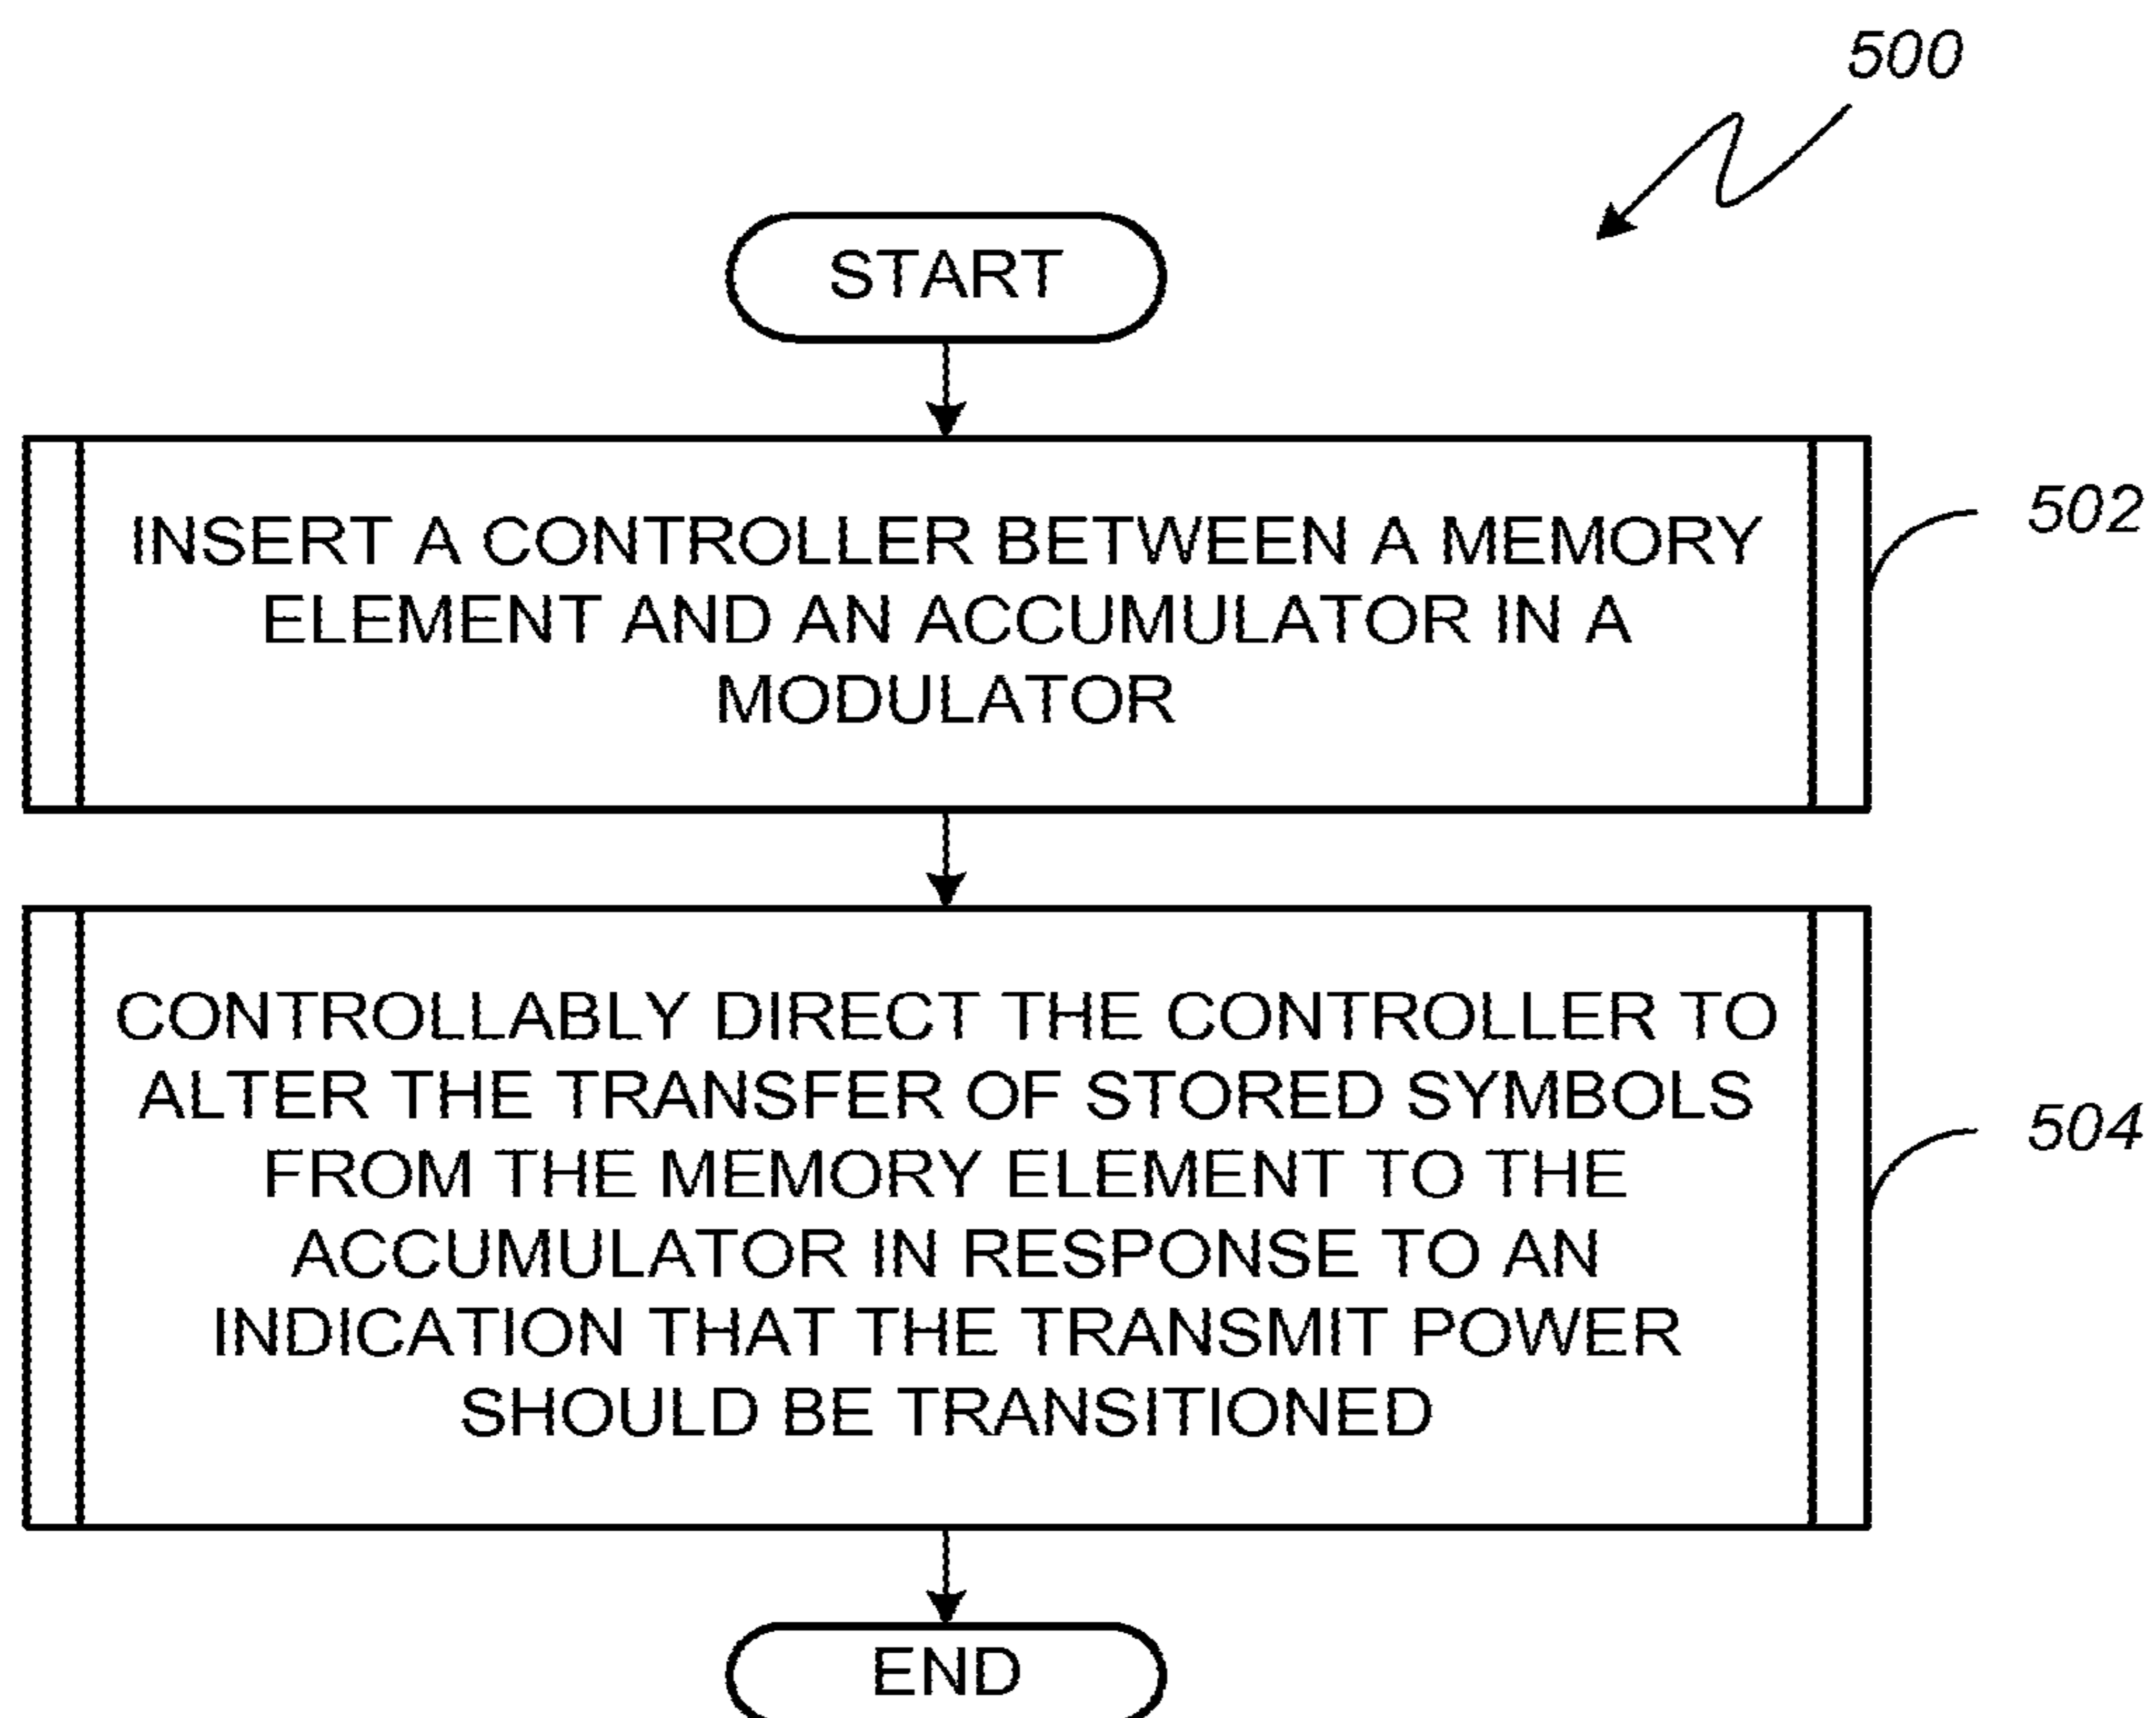 500
START
INSERT A CONTROLLER BETWEEN A MEMORY
ELEMENT AND AN ACCUMULATOR IN A
MODULATOR
502
CONTROLLABLY DIRECT THE CONTROLLER TO
ALTER THE TRANSFER OF STORED SYMBOLS
FROM THE MEMORY ELEMENT TO THE
ACCUMULATOR IN RESPONSE TO AN
INDICATION THAT THE TRANSMIT POWER
SHOULD BE TRANSITIONED
504
END